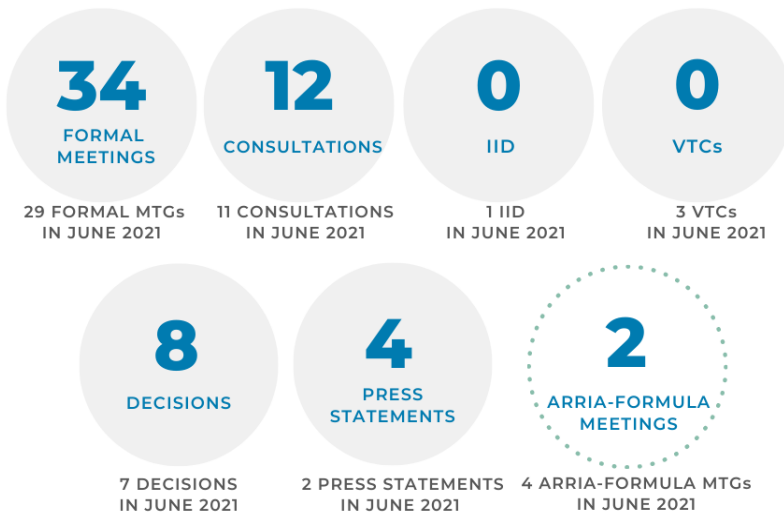 34
FORMAL
MEETINGS
29 FORMAL MTGs
IN JUNE 2021
12
CONSULTATIONS
11 CONSULTATIONS
IN JUNE 2021
0
IID
1 IID
IN JUNE 2021
0
VTCs
3 VTCs
IN JUNE 2021
8
DECISIONS
7 DECISIONS
IN JUNE 2021
4
PRESS
STATEMENTS
2 PRESS STATEMENTS
IN JUNE 2021
2
ARRIA-FORMULA
MEETINGS
4 ARRIA-FORMULA MTGs
IN JUNE 2021